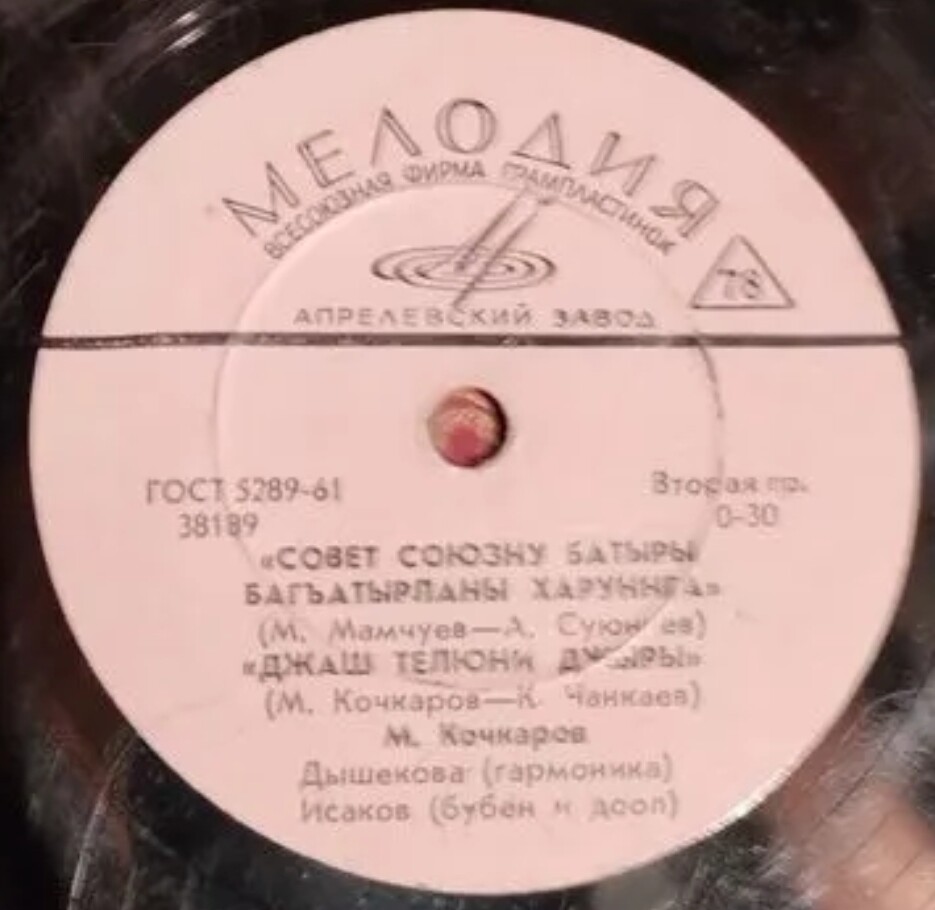 МЕЛОДИЯ
ВСЕСОЮЗНАЯ ФИРМА ГРАМПЛАСТИНОК
78
АПРЕЛЕВСКИЙ ЗАВОД
ГОСТ 5289-61
38189
Вторая гр.
0-30
«СОВЕТ СОЮЗНУ БАТЫРЫ
БАГЪАТЫРЛАНЫ ХАРУННГА»
(М. Мамчуев—А. Суюнчев)
«ДЖАШ ТЕЛЮНИ ДЖЫРЫ»
(М. Кочкаров—К. Чанкаев)
М. Кочкаров
Дышекова (гармоника)
Исаков (бубен и доол)